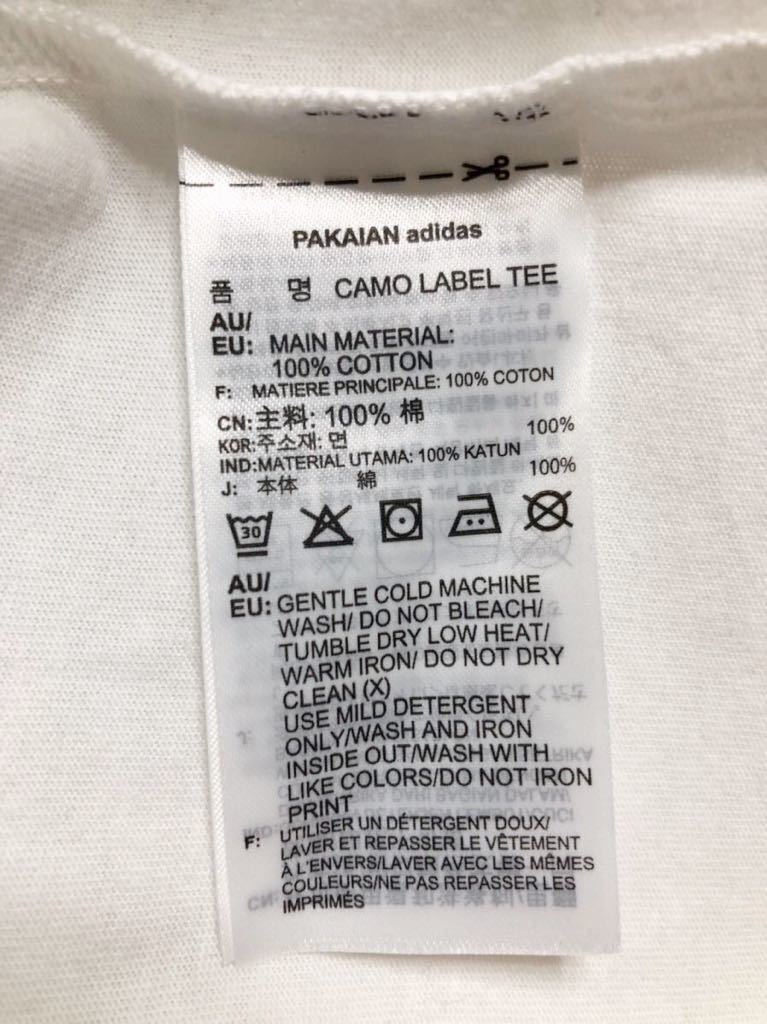 PAKAIAN adidas
품 명 CAMO LABEL TEE
AU/
EU: MAIN MATERIAL:
100% COTTON
F: MATIERE PRINCIPALE: 100% COTON
CN:主料: 100% 棉
KOR:주소재: 면 100%
IND:MATERIAL UTAMA: 100% KATUN
J: 本体 綿 100%
30
AU/
EU: GENTLE COLD MACHINE
WASH/ DO NOT BLEACH/
TUMBLE DRY LOW HEAT/
WARM IRON/ DO NOT DRY
CLEAN (X)
USE MILD DETERGENT
ONLY/WASH AND IRON
INSIDE OUT/WASH WITH
LIKE COLORS/DO NOT IRON
PRINT
F: UTILISER UN DÉTERGENT DOUX/
LAVER ET REPASSER LE VÊTEMENT
À L'ENVERS/LAVER AVEC LES MÊMES
COULEURS/NE PAS REPASSER LES
IMPRIMÉS